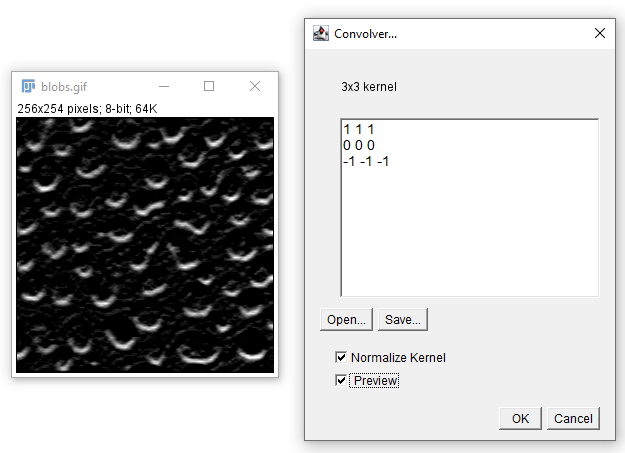 blobs.gif
256x254 pixels; 8-bit; 64K
Convolver...
3x3 kernel
1 1 1
0 0 0
-1 -1 -1
Open...
Save...
Normalize Kernel
Preview
OK
Cancel